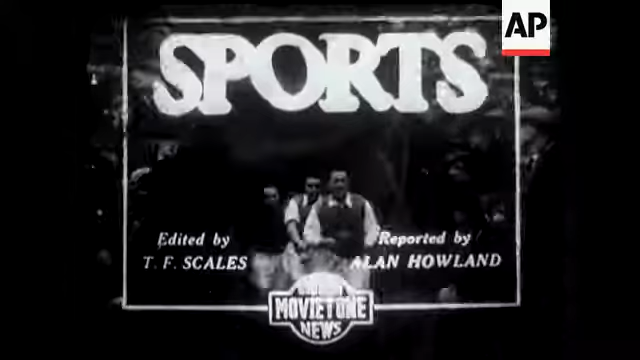 AP
SPORTS
Edited by
T. F. SCALES
Reported by
ALAN HOWLAND
MOVIETONE
NEWS